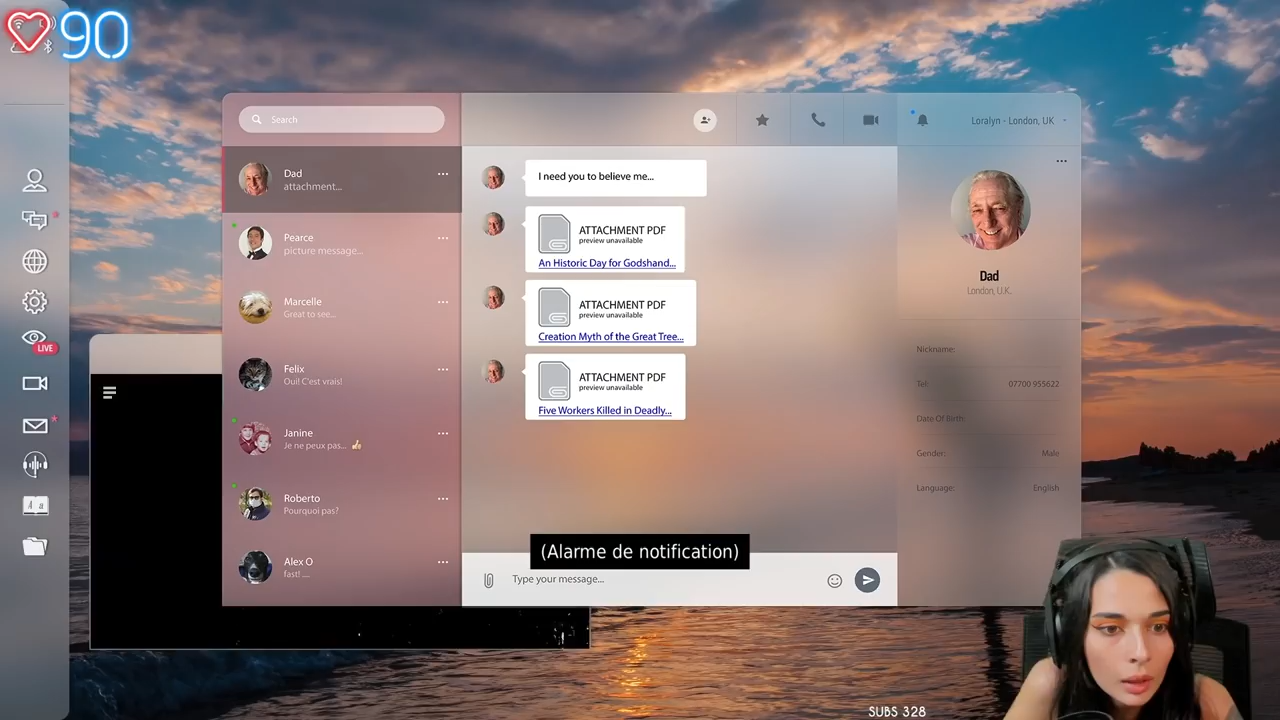 90
Search
Loralyn - London, UK
Dad
attachment...
Pearce
picture message...
Marcelle
Great to see...
Felix
Oui! C'est vrai!
Janine
Je ne peux pas... 👍
Roberto
Pourquoi pas?
Alex O
fast! ....
LIVE
A a
I need you to believe me...
ATTACHMENT PDF
preview unavailable
An Historic Day for Godshand...
ATTACHMENT PDF
preview unavailable
Creation Myth of the Great Tree...
ATTACHMENT PDF
preview unavailable
Five Workers Killed in Deadly...
(Alarme de notification)
Type your message...
Dad
London, U.K.
Nickname:
Tel: 07700 955622
Date Of Birth:
Gender: Male
Language: English
SUBS 328